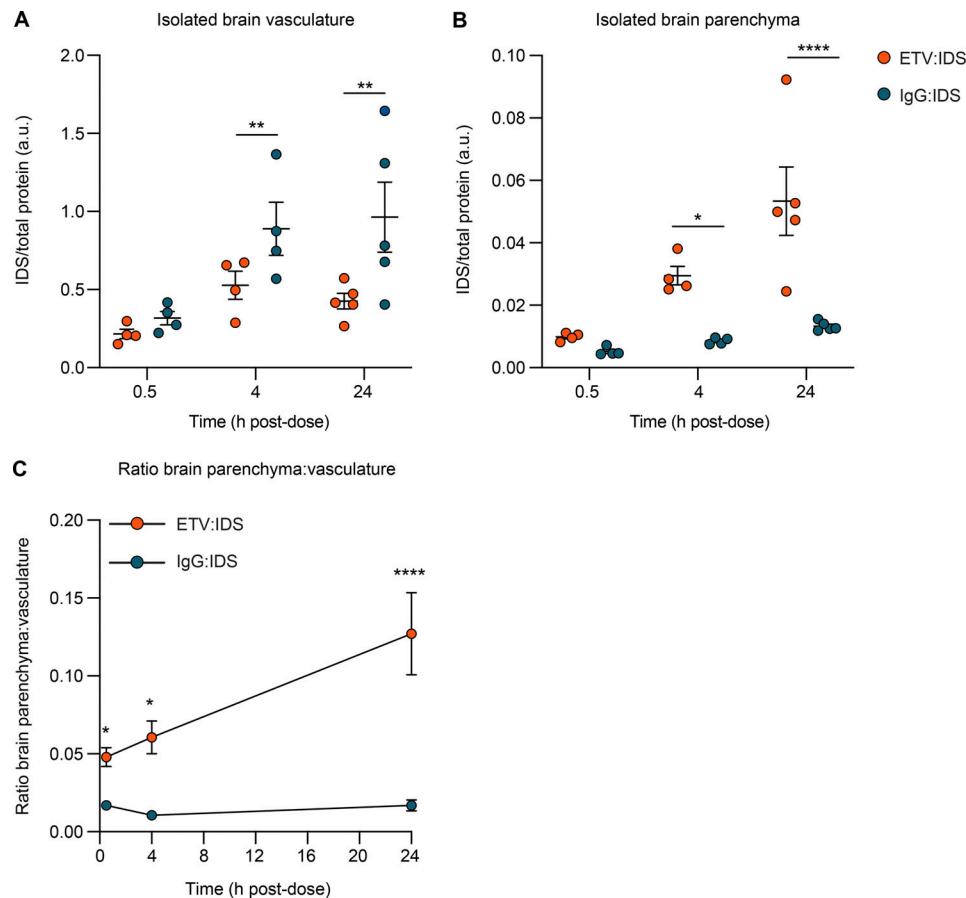 A
Isolated brain vasculature
IDS/total protein (a.u.)
2.0
1.5
1.0
0.5
0.0
**
**
0.5
4
24
Time (h post-dose)
B
Isolated brain parenchyma
IDS/total protein (a.u.)
0.10
0.08
0.06
0.04
0.02
0.00
*
****
0.5
4
24
Time (h post-dose)
ETV:IDS
IgG:IDS
C
Ratio brain parenchyma:vasculature
Ratio brain parenchyma:vasculature
0.20
0.15
0.10
0.05
0.00
ETV:IDS
IgG:IDS
*
*
****
0
4
8
12
16
20
24
Time (h post-dose)